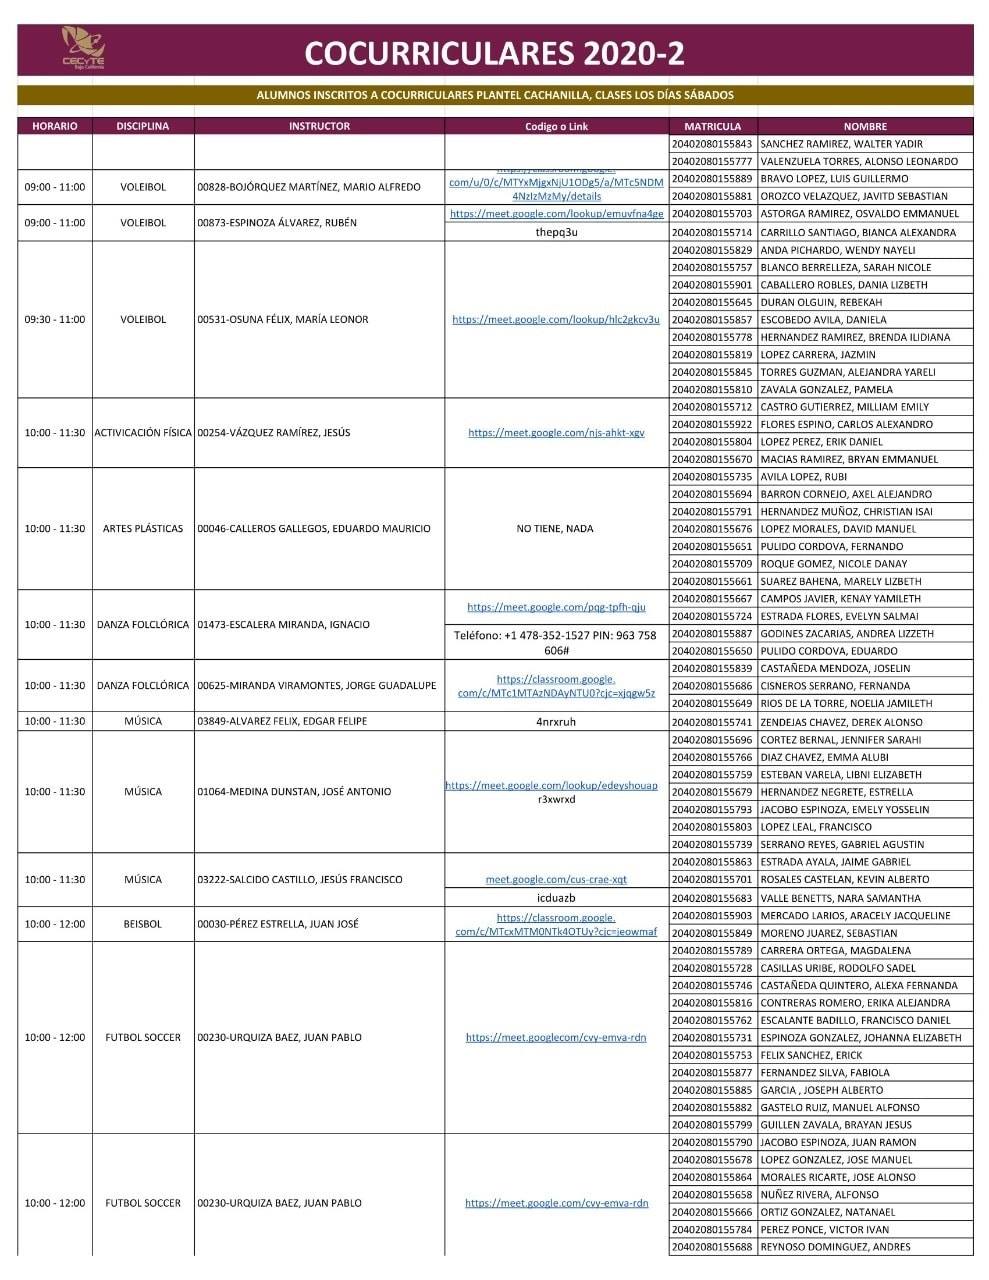 CECYTE
Baja California
COCURRICULARES 2020-2
ALUMNOS INSCRITOS A COCURRICULARES PLANTEL CACHANILLA, CLASES LOS DÍAS SÁBADOS
HORARIO DISCIPLINA INSTRUCTOR Codigo o Link MATRICULA NOMBRE
20402080155843 SANCHEZ RAMIREZ, WALTER YADIR
20402080155777 VALENZUELA TORRES, ALONSO LEONARDO
09:00 - 11:00 VOLEIBOL 00828-BOJÓRQUEZ MARTÍNEZ, MARIO ALFREDO
https://classroom.google.
com/u/0/c/MTYxMjgxNjU1ODg5/a/MTc5NDM
4NzIzMzMy/details
20402080155889 BRAVO LOPEZ, LUIS GUILLERMO
20402080155881 OROZCO VELAZQUEZ, JAVITD SEBASTIAN
09:00 - 11:00 VOLEIBOL 00873-ESPINOZA ÁLVAREZ, RUBÉN
https://meet.google.com/lookup/emuvfna4ge 20402080155703 ASTORGA RAMIREZ, OSVALDO EMMANUEL
thepq3u 20402080155714 CARRILLO SANTIAGO, BIANCA ALEXANDRA
09:30 - 11:00 VOLEIBOL 00531-OSUNA FÉLIX, MARÍA LEONOR https://meet.google.com/lookup/hlc2gkcv3u
20402080155829 ANDA PICHARDO, WENDY NAYELI
20402080155757 BLANCO BERRELLEZA, SARAH NICOLE
20402080155901 CABALLERO ROBLES, DANIA LIZBETH
20402080155645 DURAN OLGUIN, REBEKAH
20402080155857 ESCOBEDO AVILA, DANIELA
20402080155778 HERNANDEZ RAMIREZ, BRENDA ILIDIANA
20402080155819 LOPEZ CARRERA, JAZMIN
20402080155845 TORRES GUZMAN, ALEJANDRA YARELI
20402080155810 ZAVALA GONZALEZ, PAMELA
10:00 - 11:30 ACTIVICACIÓN FÍSICA 00254-VÁZQUEZ RAMÍREZ, JESÚS https://meet.google.com/njs-ahkt-xgv
20402080155712 CASTRO GUTIERREZ, MILLIAM EMILY
20402080155922 FLORES ESPINO, CARLOS ALEXANDRO
20402080155804 LOPEZ PEREZ, ERIK DANIEL
20402080155670 MACIAS RAMIREZ, BRYAN EMMANUEL
10:00 - 11:30 ARTES PLÁSTICAS 00046-CALLEROS GALLEGOS, EDUARDO MAURICIO NO TIENE, NADA
20402080155735 AVILA LOPEZ, RUBI
20402080155694 BARRON CORNEJO, AXEL ALEJANDRO
20402080155791 HERNANDEZ MUÑOZ, CHRISTIAN ISAI
20402080155676 LOPEZ MORALES, DAVID MANUEL
20402080155651 PULIDO CORDOVA, FERNANDO
20402080155709 ROQUE GOMEZ, NICOLE DANAY
20402080155661 SUAREZ BAHENA, MARELY LIZBETH
10:00 - 11:30 DANZA FOLCLÓRICA 01473-ESCALERA MIRANDA, IGNACIO
https://meet.google.com/pqg-tpfh-qju
Teléfono: +1 478-352-1527 PIN: 963 758
606#
20402080155667 CAMPOS JAVIER, KENAY YAMILETH
20402080155724 ESTRADA FLORES, EVELYN SALMAI
20402080155887 GODINES ZACARIAS, ANDREA LIZZETH
20402080155650 PULIDO CORDOVA, EDUARDO
10:00 - 11:30 DANZA FOLCLÓRICA 00625-MIRANDA VIRAMONTES, JORGE GUADALUPE
https://classroom.google.
com/c/MTc1MTAzNDAyNTU0?cjc=xjqgw5z
20402080155839 CASTAÑEDA MENDOZA, JOSELIN
20402080155686 CISNEROS SERRANO, FERNANDA
20402080155649 RIOS DE LA TORRE, NOELIA JAMILETH
10:00 - 11:30 MÚSICA 03849-ALVAREZ FELIX, EDGAR FELIPE 4nrxruh 20402080155741 ZENDEJAS CHAVEZ, DEREK ALONSO
10:00 - 11:30 MÚSICA 01064-MEDINA DUNSTAN, JOSÉ ANTONIO
https://meet.google.com/lookup/edeyshouap
r3xwrxd
20402080155696 CORTEZ BERNAL, JENNIFER SARAHI
20402080155766 DIAZ CHAVEZ, EMMA ALUBI
20402080155759 ESTEBAN VARELA, LIBNI ELIZABETH
20402080155679 HERNANDEZ NEGRETE, ESTRELLA
20402080155793 JACOBO ESPINOZA, EMELY YOSSELIN
20402080155803 LOPEZ LEAL, FRANCISCO
20402080155739 SERRANO REYES, GABRIEL AGUSTIN
10:00 - 11:30 MÚSICA 03222-SALCIDO CASTILLO, JESÚS FRANCISCO
meet.google.com/cus-crae-xqt
icduazb
20402080155863 ESTRADA AYALA, JAIME GABRIEL
20402080155701 ROSALES CASTELAN, KEVIN ALBERTO
20402080155683 VALLE BENETTS, NARA SAMANTHA
10:00 - 12:00 BEISBOL 00030-PÉREZ ESTRELLA, JUAN JOSÉ
https://classroom.google.
com/c/MTcxMTM0NTk4OTUy?cjc=jeowmaf
20402080155903 MERCADO LARIOS, ARACELY JACQUELINE
20402080155849 MORENO JUAREZ, SEBASTIAN
10:00 - 12:00 FUTBOL SOCCER 00230-URQUIZA BAEZ, JUAN PABLO https://meet.googlecom/cvy-emva-rdn
20402080155789 CARRERA ORTEGA, MAGDALENA
20402080155728 CASILLAS URIBE, RODOLFO SADEL
20402080155746 CASTAÑEDA QUINTERO, ALEXA FERNANDA
20402080155816 CONTRERAS ROMERO, ERIKA ALEJANDRA
20402080155762 ESCALANTE BADILLO, FRANCISCO DANIEL
20402080155731 ESPINOZA GONZALEZ, JOHANNA ELIZABETH
20402080155753 FELIX SANCHEZ, ERICK
20402080155877 FERNANDEZ SILVA, FABIOLA
20402080155885 GARCIA , JOSEPH ALBERTO
20402080155882 GASTELO RUIZ, MANUEL ALFONSO
20402080155799 GUILLEN ZAVALA, BRAYAN JESUS
10:00 - 12:00 FUTBOL SOCCER 00230-URQUIZA BAEZ, JUAN PABLO https://meet.google.com/cvy-emva-rdn
20402080155790 JACOBO ESPINOZA, JUAN RAMON
20402080155678 LOPEZ GONZALEZ, JOSE MANUEL
20402080155864 MORALES RICARTE, JOSE ALONSO
20402080155658 NUÑEZ RIVERA, ALFONSO
20402080155666 ORTIZ GONZALEZ, NATANAEL
20402080155784 PEREZ PONCE, VICTOR IVAN
20402080155688 REYNOSO DOMINGUEZ, ANDRES